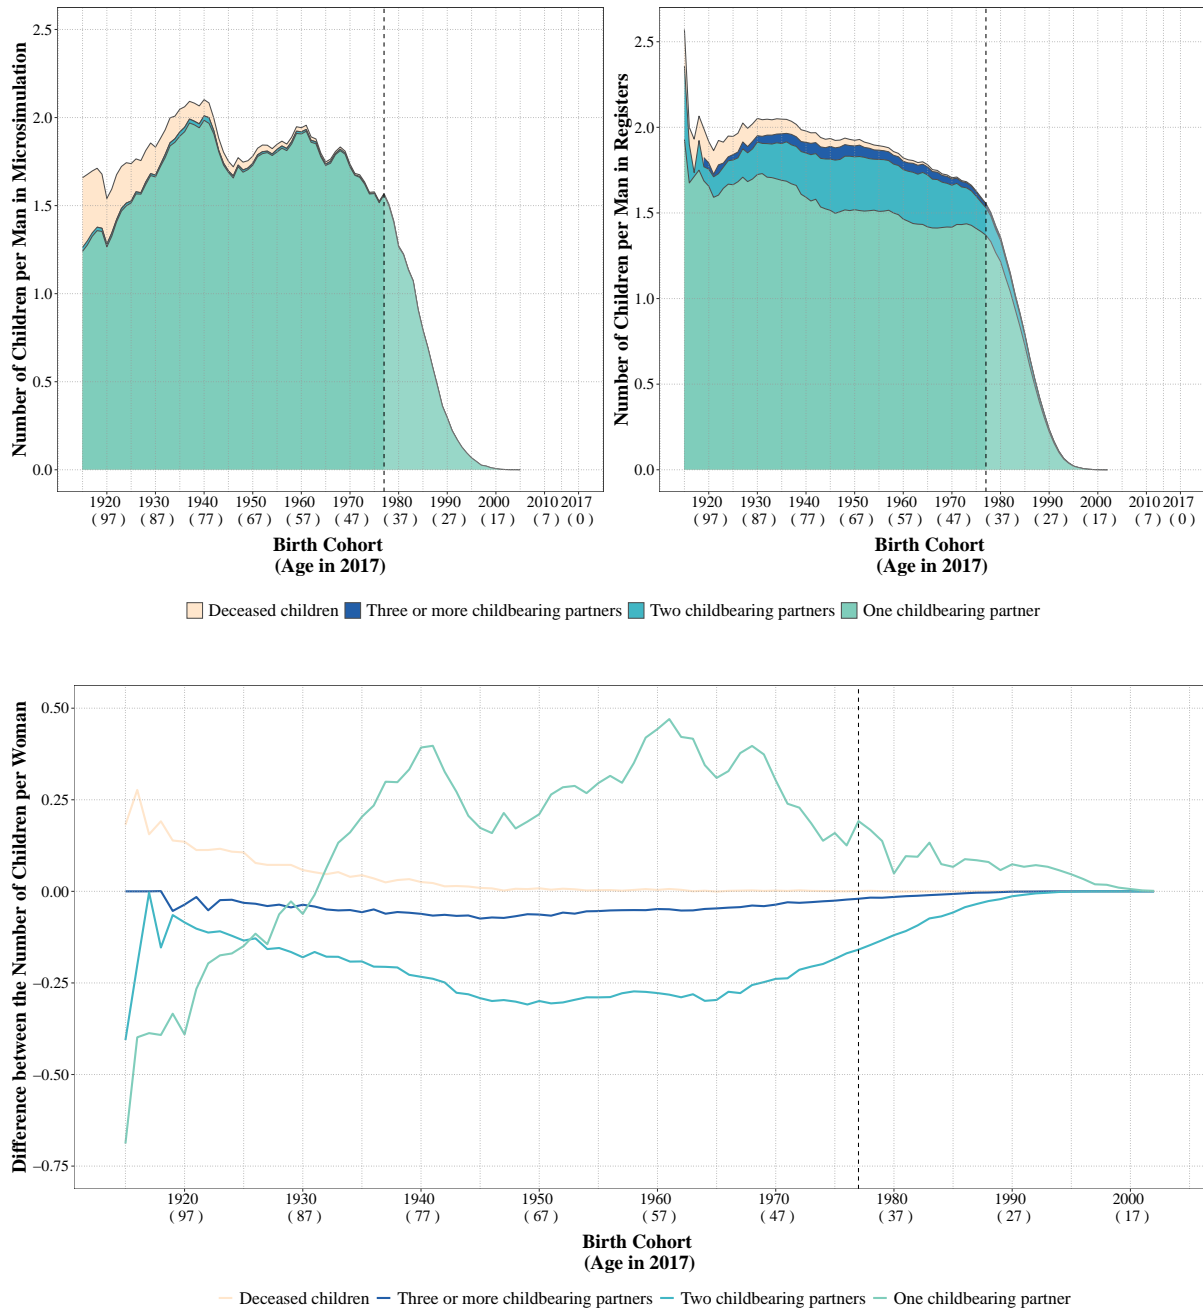 Number of Children per Man in Microsimulation
2.5
2.0
1.5
1.0
0.5
0.0
1920 1930 1940 1950 1960 1970 1980 1990 2000 2010 2017
( 97 ) ( 87 ) ( 77 ) ( 67 ) ( 57 ) ( 47 ) ( 37 ) ( 27 ) ( 17 ) ( 7 ) ( 0 )
Birth Cohort
(Age in 2017)
Number of Children per Man in Registers
2.5
2.0
1.5
1.0
0.5
0.0
1920 1930 1940 1950 1960 1970 1980 1990 2000 2010 2017
( 97 ) ( 87 ) ( 77 ) ( 67 ) ( 57 ) ( 47 ) ( 37 ) ( 27 ) ( 17 ) ( 7 ) ( 0 )
Birth Cohort
(Age in 2017)
Deceased children Three or more childbearing partners Two childbearing partners One childbearing partner
Difference between the Number of Children per Woman
0.50
0.25
0.00
−0.25
−0.50
−0.75
1920 1930 1940 1950 1960 1970 1980 1990 2000
( 97 ) ( 87 ) ( 77 ) ( 67 ) ( 57 ) ( 47 ) ( 37 ) ( 27 ) ( 17 )
Birth Cohort
(Age in 2017)
Deceased children Three or more childbearing partners Two childbearing partners One childbearing partner